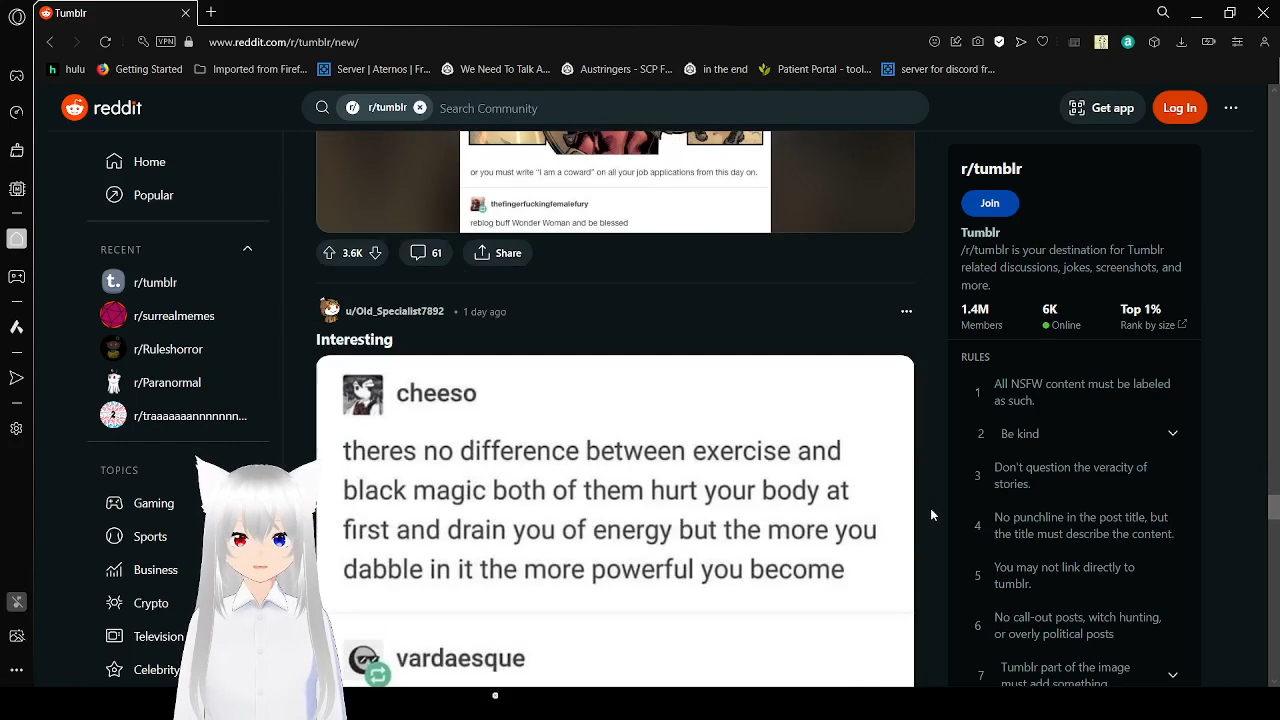 Tumblr
VPN
www.reddit.com/r/tumblr/new/
hulu
Getting Started
Imported from Firef...
Server | Aternos | Fr...
We Need To Talk A...
Austringers - SCP F...
in the end
Patient Portal - tool...
server for discord fr...
reddit
r/ r/tumblr
Search Community
Get app
Log In
Home
Popular
RECENT
t. r/tumblr
r/surrealmemes
r/Ruleshorror
r/Paranormal
r/traaaaaannnnnnn...
TOPICS
Gaming
Sports
Business
Crypto
Television
Celebrity
or you must write "I am a coward" on all your job applications from this day on.
thefingerfuckingfemalefury
reblog buff Wonder Woman and be blessed
3.6K
61
Share
u/Old_Specialist7892 • 1 day ago
Interesting
cheeso
theres no difference between exercise and
black magic both of them hurt your body at
first and drain you of energy but the more you
dabble in it the more powerful you become
vardaesque
r/tumblr
Join
Tumblr
/r/tumblr is your destination for Tumblr
related discussions, jokes, screenshots, and
more.
1.4M 6K Top 1%
Members Online Rank by size
RULES
1 All NSFW content must be labeled
as such.
2 Be kind
3 Don't question the veracity of
stories.
4 No punchline in the post title, but
the title must describe the content.
5 You may not link directly to
tumblr.
6 No call-out posts, witch hunting,
or overly political posts
7 Tumblr part of the image
must add something